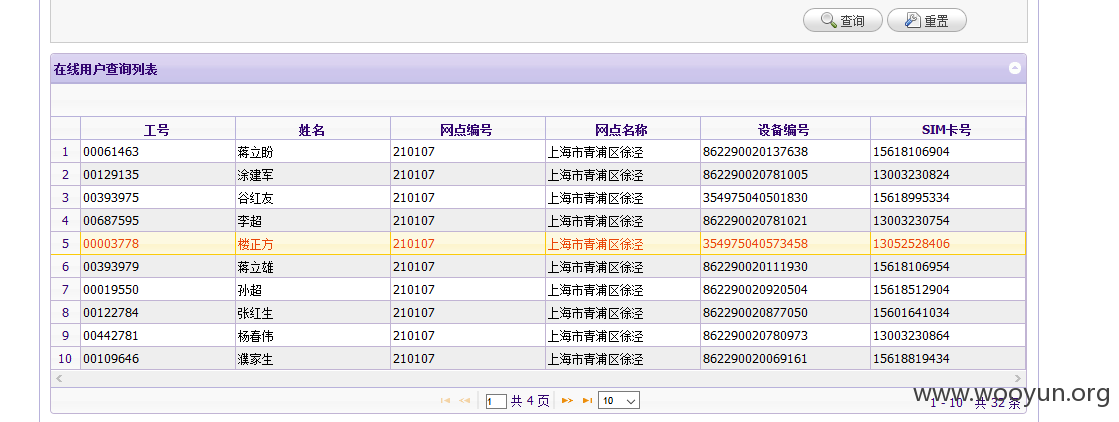 查询 重置
在线用户查询列表
工号 姓名 网点编号 网点名称 设备编号 SIM卡号
1 00061463 蒋立盼 210107 上海市青浦区徐泾 862290020137638 15618106904
2 00129135 涂建军 210107 上海市青浦区徐泾 862290020781005 13003230824
3 00393975 谷红友 210107 上海市青浦区徐泾 354975040501830 15618995334
4 00687595 李超 210107 上海市青浦区徐泾 862290020781021 13003230754
5 00003778 楼正方 210107 上海市青浦区徐泾 354975040573458 13052528406
6 00393979 蒋立雄 210107 上海市青浦区徐泾 862290020111930 15618106954
7 00019550 孙超 210107 上海市青浦区徐泾 862290020920504 15618512904
8 00122784 张红生 210107 上海市青浦区徐泾 862290020877050 15601641034
9 00442781 杨春伟 210107 上海市青浦区徐泾 862290020780973 13003230864
10 00109646 濮家生 210107 上海市青浦区徐泾 862290020069161 15618819434
1 共 4 页 10
www.wooyun.org
1 - 10 共 32 条